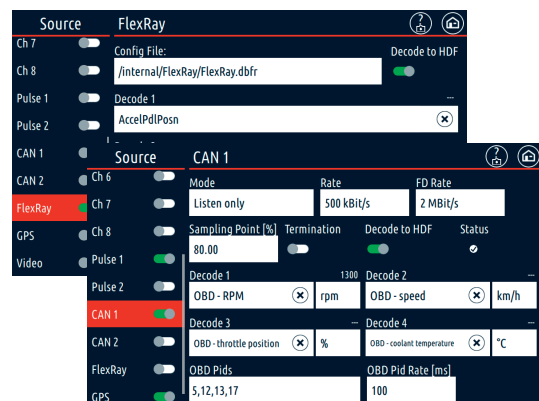 Source
FlexRay
?
Ch 7
Config File:
Decode to HDF
Ch 8
/internal/FlexRay/FlexRay.dbfr
Pulse 1
Decode 1
---
Pulse 2
AccelPdlPosn
CAN 1
CAN 2
FlexRay
GPS
Video
Source
CAN 1
?
Ch 6
Mode
Rate
FD Rate
Ch 7
Listen only
500 kBit/s
2 MBit/s
Ch 8
Sampling Point [%]
Termination
Decode to HDF
Status
80.00
Pulse 1
Decode 1
1300
Decode 2
---
Pulse 2
OBD - RPM
rpm
OBD - speed
km/h
CAN 1
Decode 3
---
Decode 4
---
CAN 2
OBD - throttle position
%
OBD - coolant temperature
°C
FlexRay
OBD Pids
OBD Pid Rate [ms]
GPS
5,12,13,17
100